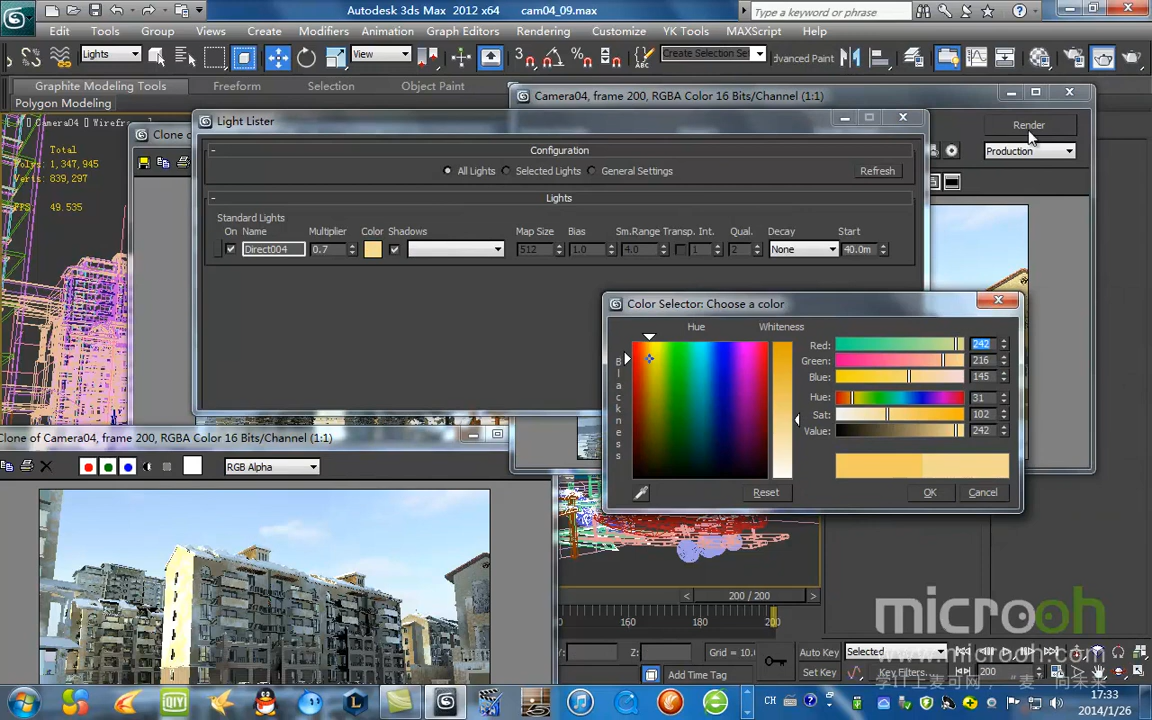 Autodesk 3ds Max 2012 x64 cam04_09.max
Type a keyword or phrase
Edit Tools Group Views Create Modifiers Animation Graph Editors Rendering Customize YK Tools MAXScript Help
Lights View Create Selection Set Advanced Paint
Graphite Modeling Tools Freeform Selection Object Paint
Polygon Modeling
Camera04, frame 200, RGBA Color 16 Bits/Channel (1:1)
Render
Production
Camera04
Total
Polys: 1,347,945
Verts: 839,297
FPS 49.535
Clone o
Light Lister
Configuration
All Lights Selected Lights General Settings Refresh
Lights
Standard Lights
On Name Multiplier Color Shadows Map Size Bias Sm.Range Transp. Int. Qual. Decay Start
Direct004 0.7 512 1.0 4.0 1 2 None 40.0m
Color Selector: Choose a color
Hue Whiteness
Blackness
Red: 242
Green: 216
Blue: 145
Hue: 31
Sat: 102
Value: 242
Reset OK Cancel
Clone of Camera04, frame 200, RGBA Color 16 Bits/Channel (1:1)
RGB Alpha
200 / 200
200
Z: Grid = 10.0
Add Time Tag
Auto Key Selected
Set Key 200
microoh
www.microoh.com
CH
17:33
2014/1/26